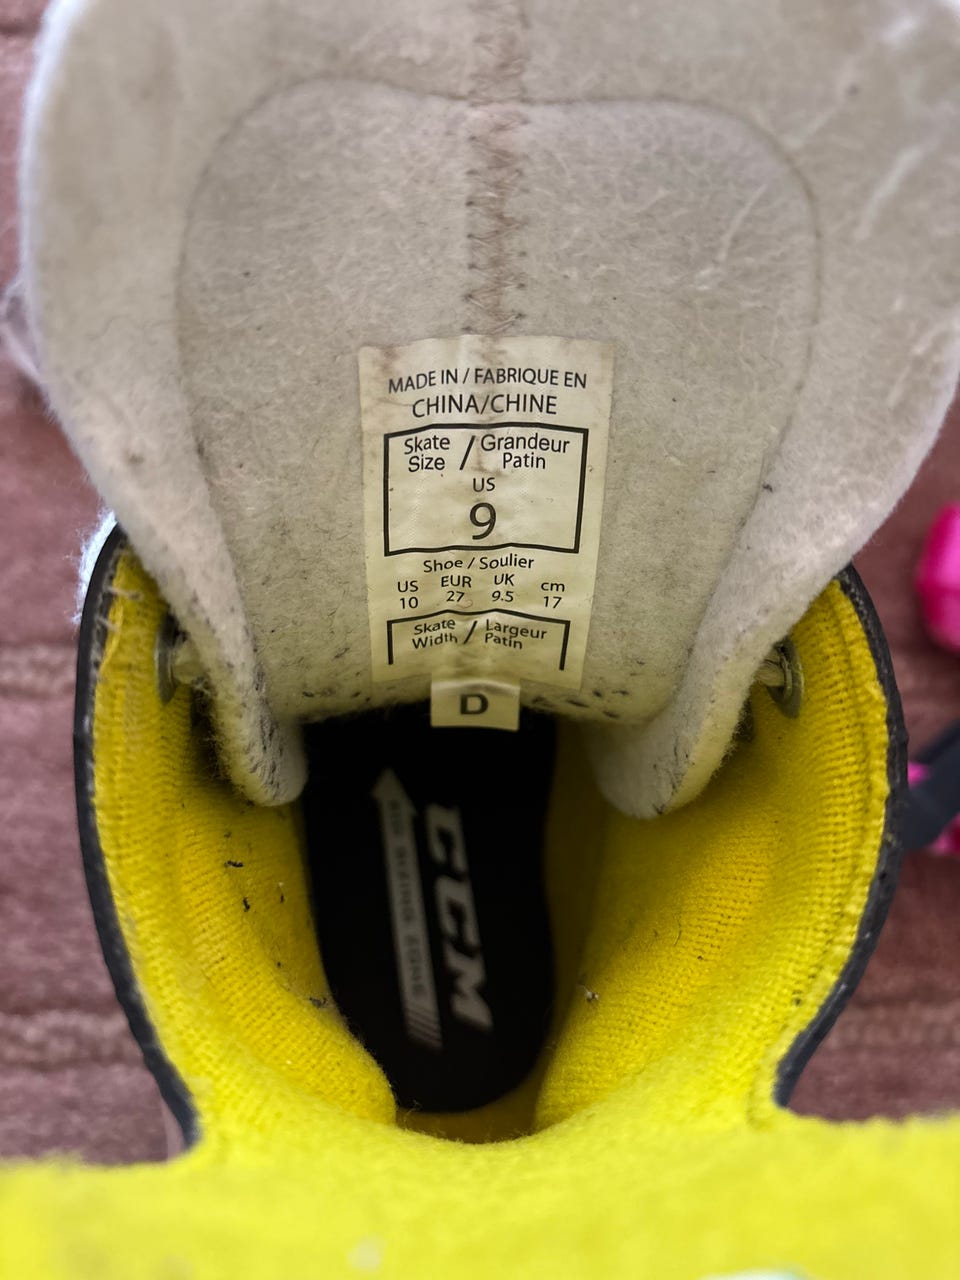 MADE IN / FABRIQUE EN
CHINA/CHINE
Skate Size / Grandeur Patin
US
9
Shoe / Soulier
US EUR UK cm
10 27 9.5 17
Skate Width / Largeur Patin
D
CCM